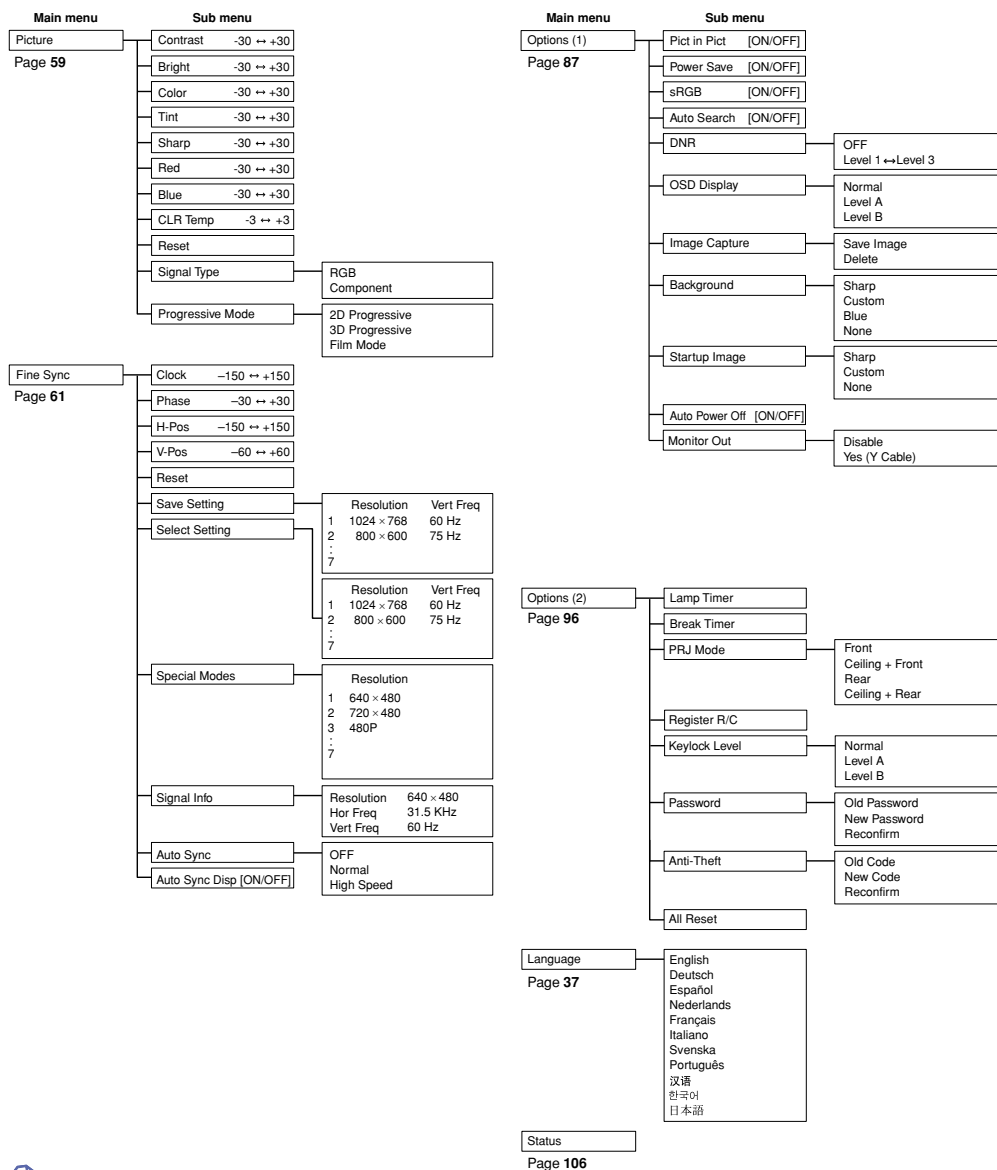 Main menu Sub menu
Picture
Page 59
Contrast -30 ↔ +30
Bright -30 ↔ +30
Color -30 ↔ +30
Tint -30 ↔ +30
Sharp -30 ↔ +30
Red -30 ↔ +30
Blue -30 ↔ +30
CLR Temp -3 ↔ +3
Reset
Signal Type
RGB
Component
Progressive Mode
2D Progressive
3D Progressive
Film Mode
Fine Sync
Page 61
Clock –150 ↔ +150
Phase –30 ↔ +30
H-Pos –150 ↔ +150
V-Pos –60 ↔ +60
Reset
Save Setting
Resolution Vert Freq
1 1024 × 768 60 Hz
2 800 × 600 75 Hz
:
7
Select Setting
Resolution Vert Freq
1 1024 × 768 60 Hz
2 800 × 600 75 Hz
:
7
Special Modes
Resolution
1 640 × 480
2 720 × 480
3 480P
:
7
Signal Info
Resolution 640 × 480
Hor Freq 31.5 KHz
Vert Freq 60 Hz
Auto Sync
OFF
Normal
High Speed
Auto Sync Disp [ON/OFF]
Main menu Sub menu
Options (1)
Page 87
Pict in Pict [ON/OFF]
Power Save [ON/OFF]
sRGB [ON/OFF]
Auto Search [ON/OFF]
DNR
OFF
Level 1 ↔ Level 3
OSD Display
Normal
Level A
Level B
Image Capture
Save Image
Delete
Background
Sharp
Custom
Blue
None
Startup Image
Sharp
Custom
None
Auto Power Off [ON/OFF]
Monitor Out
Disable
Yes (Y Cable)
Options (2)
Page 96
Lamp Timer
Break Timer
PRJ Mode
Front
Ceiling + Front
Rear
Ceiling + Rear
Register R/C
Keylock Level
Normal
Level A
Level B
Password
Old Password
New Password
Reconfirm
Anti-Theft
Old Code
New Code
Reconfirm
All Reset
Language
Page 37
English
Deutsch
Español
Nederlands
Français
Italiano
Svenska
Português
汉语
한국어
日本語
Status
Page 106